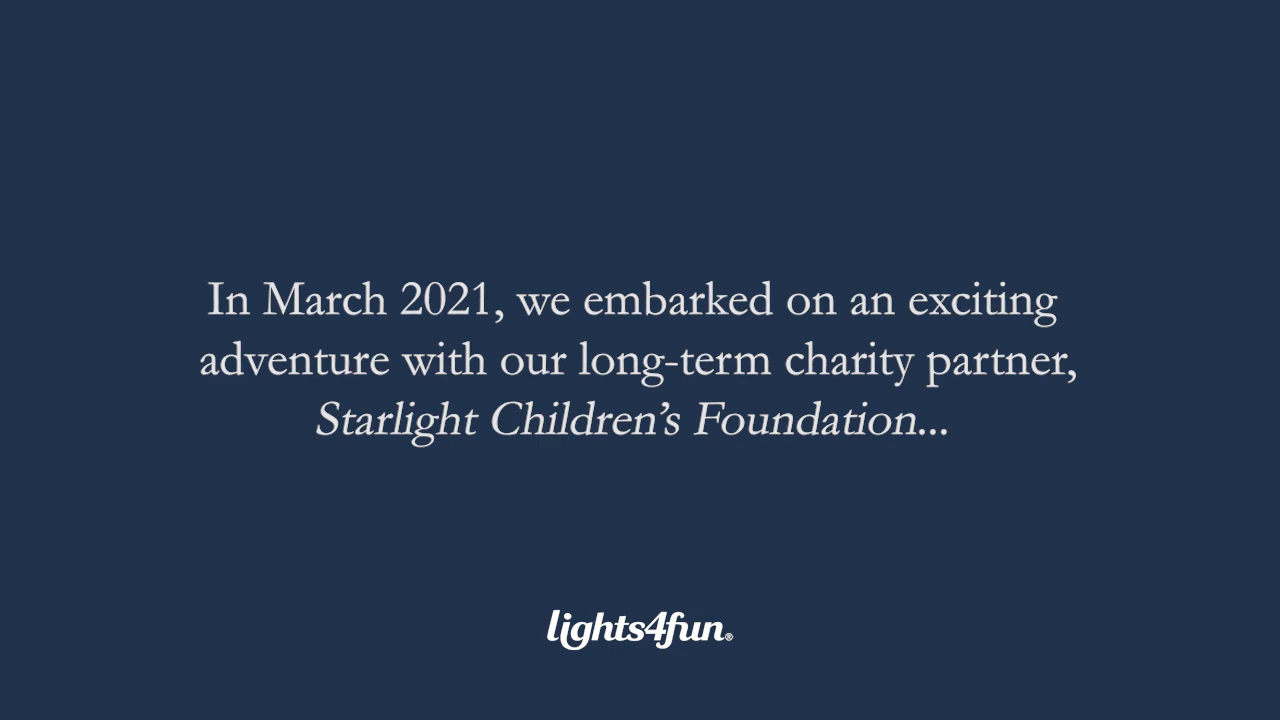 In March 2021, we embarked on an exciting
adventure with our long-term charity partner,
Starlight Children’s Foundation...
lights4fun®